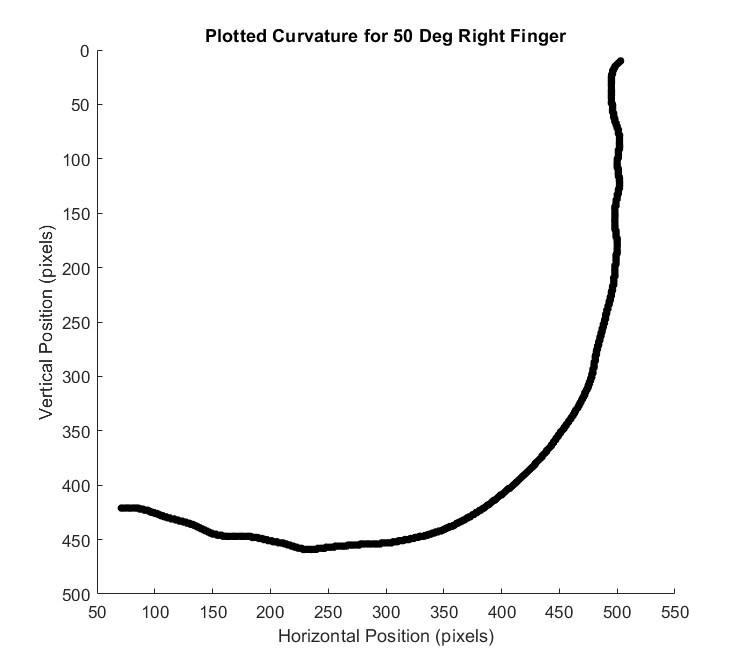 Plotted Curvature for 50 Deg Right Finger
0
50
100
150
200
250
300
350
400
450
500
Vertical Position (pixels)
50 100 150 200 250 300 350 400 450 500 550
Horizontal Position (pixels)